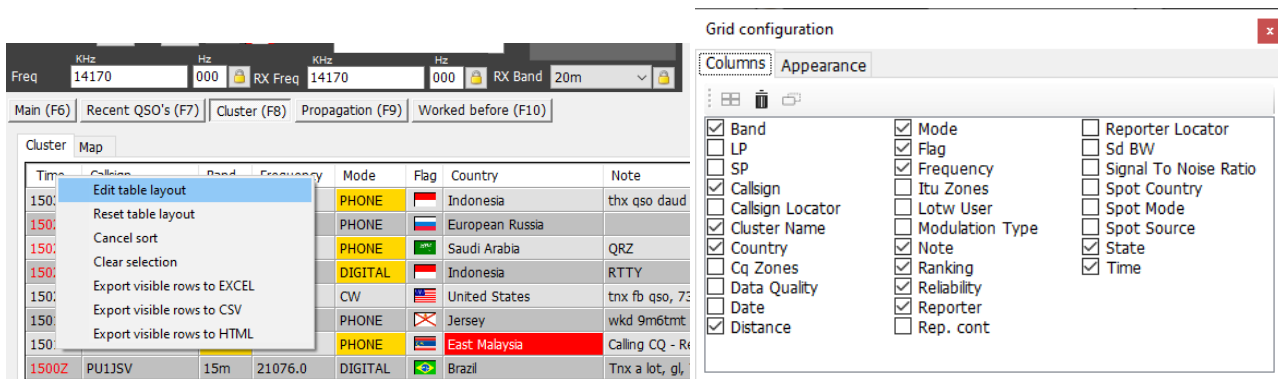 KHz Hz KHz Hz
Freq 14170 000 RX Freq 14170 000 RX Band 20m
Main (F6) Recent QSO's (F7) Cluster (F8) Propagation (F9) Worked before (F10)
Cluster Map
Time Callsign Band Frequency Mode Flag Country Note
PHONE Indonesia thx qso daud
PHONE European Russia
PHONE Saudi Arabia QRZ
DIGITAL Indonesia RTTY
CW United States tnx fb qso, 73
PHONE Jersey wkd 9m6tmt
PHONE East Malaysia Calling CQ - Re
1500Z PU1JSV 15m 21076.0 DIGITAL Brazil Tnx a lot, gl,
Edit table layout
Reset table layout
Cancel sort
Clear selection
Export visible rows to EXCEL
Export visible rows to CSV
Export visible rows to HTML
Grid configuration
x
Columns Appearance
Band Mode Reporter Locator
LP Flag Sd BW
SP Frequency Signal To Noise Ratio
Callsign Itu Zones Spot Country
Callsign Locator Lotw User Spot Mode
Cluster Name Modulation Type Spot Source
Country Note State
Cq Zones Ranking Time
Data Quality Reliability
Date Reporter
Distance Rep. cont